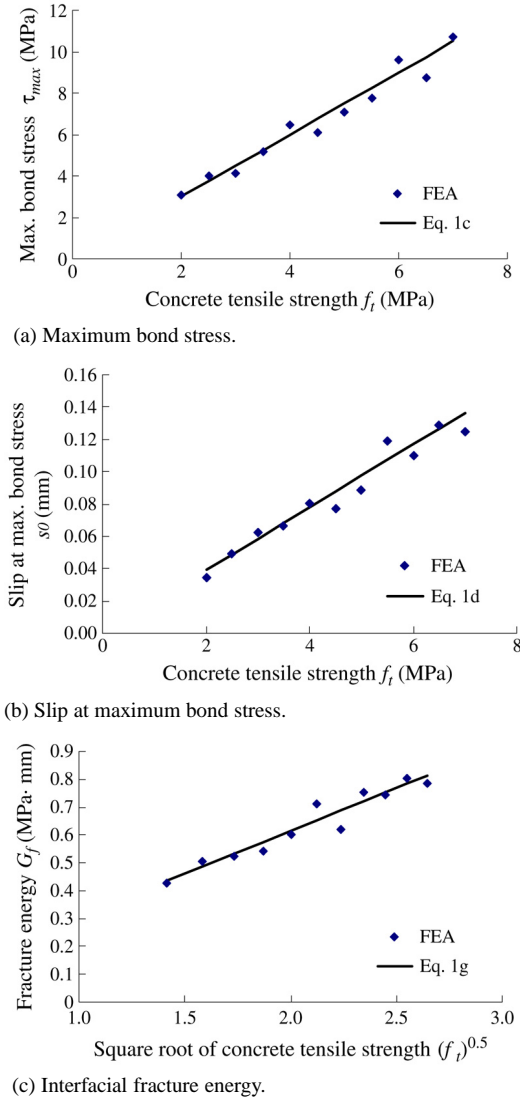 12
10
8
6
4
2
0
Max. bond stress τmax (MPa)
FEA
Eq. 1c
0 2 4 6 8
Concrete tensile strength ft (MPa)
(a) Maximum bond stress.
0.16
0.14
0.12
0.10
0.08
0.06
0.04
0.02
0.00
Slip at max. bond stress
s0 (mm)
FEA
Eq. 1d
0 2 4 6 8
Concrete tensile strength ft (MPa)
(b) Slip at maximum bond stress.
0.9
0.8
0.7
0.6
0.5
0.4
0.3
0.2
0.1
0
Fracture energy Gf (MPa· mm)
FEA
Eq. 1g
1.0 1.5 2.0 2.5 3.0
Square root of concrete tensile strength (f t)0.5
(c) Interfacial fracture energy.